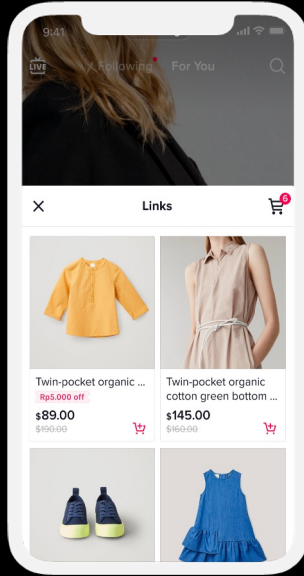 9:41
LIVE
Following For You
Links
6
Twin-pocket organic ...
Rp5.000 off
$89.00
$190.00
Twin-pocket organic
cotton green bottom ...
$145.00
$160.00